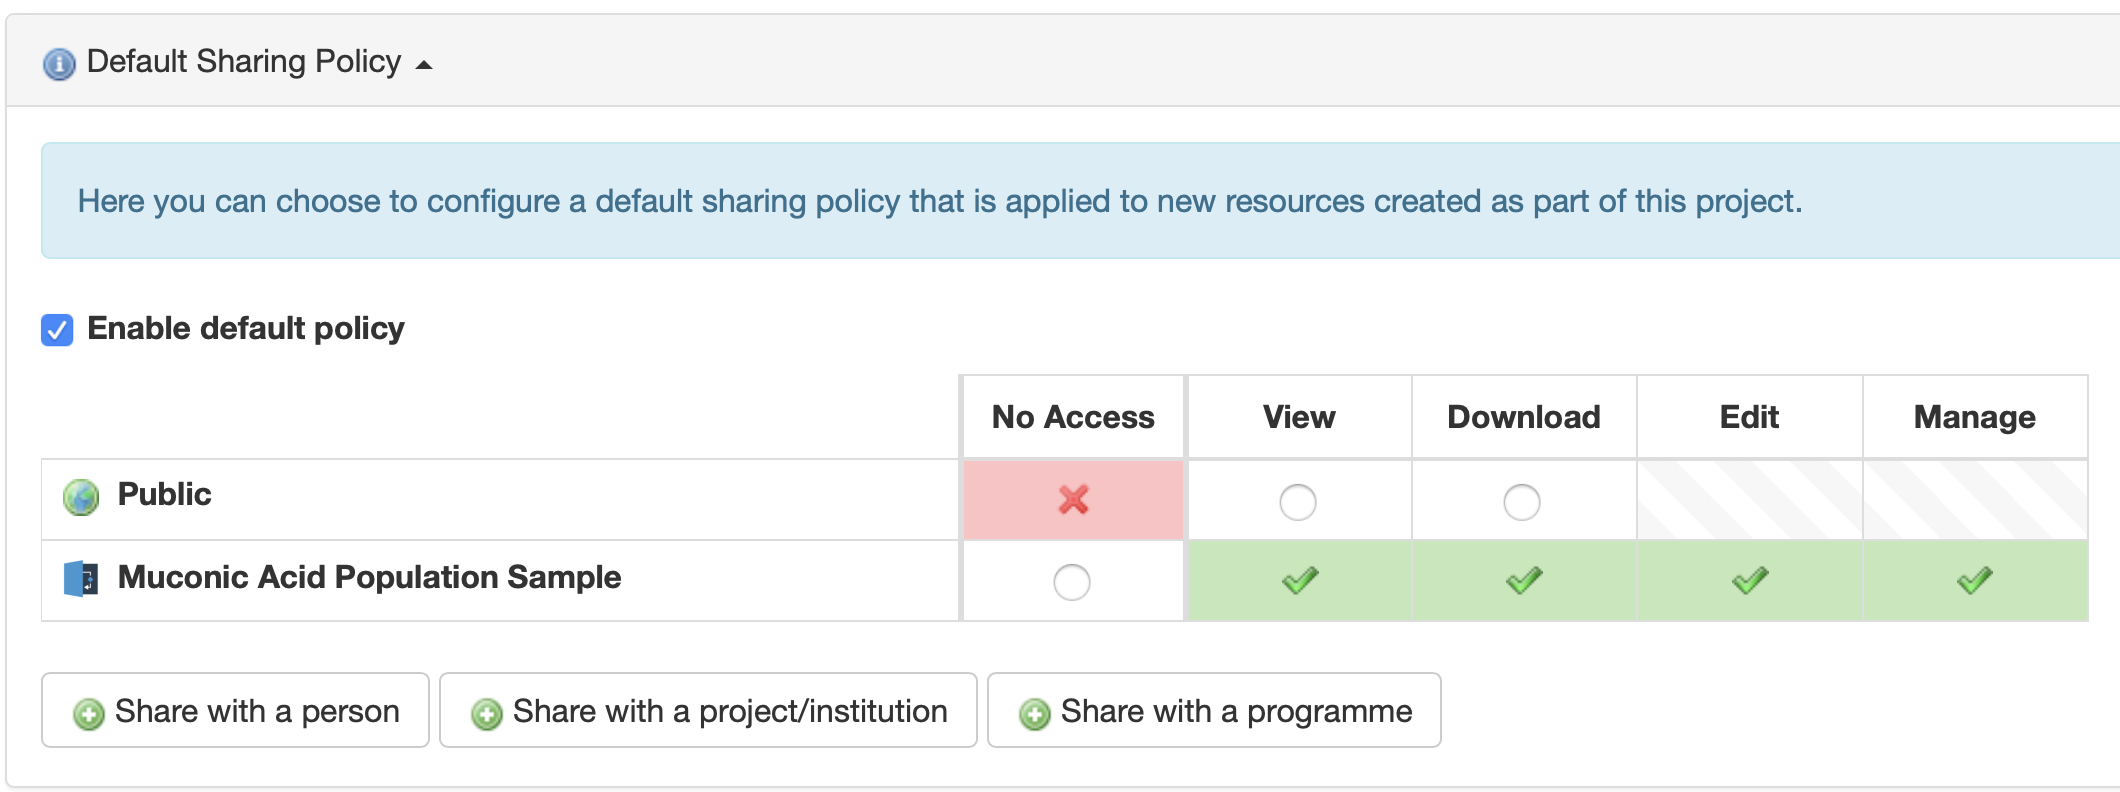 Default Sharing Policy
Here you can choose to configure a default sharing policy that is applied to new resources created as part of this project.
Enable default policy
No Access View Download Edit Manage
Public
Muconic Acid Population Sample
Share with a person Share with a project/institution Share with a programme